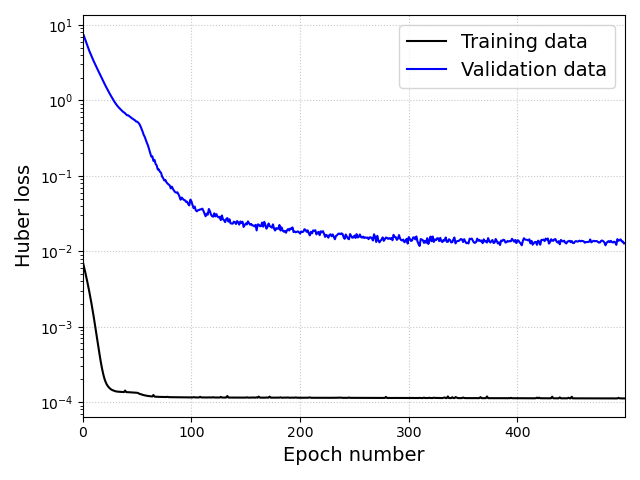 Training data
Validation data
10¹
10⁰
10⁻¹
10⁻²
10⁻³
10⁻⁴
Huber loss
0
100
200
300
400
Epoch number